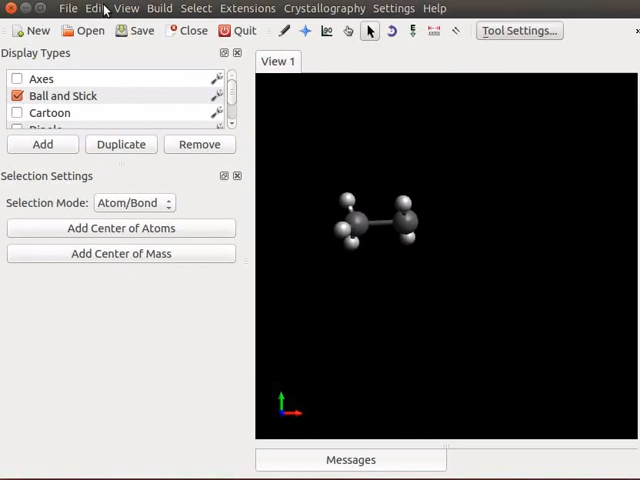 File Edit View Build Select Extensions Crystallography Settings Help
New Open Save Close Quit E Tool Settings...
Display Types
View 1
Axes
Ball and Stick
Cartoon
Dipole
Add Duplicate Remove
Selection Settings
Selection Mode: Atom/Bond
Add Center of Atoms
Add Center of Mass
Messages